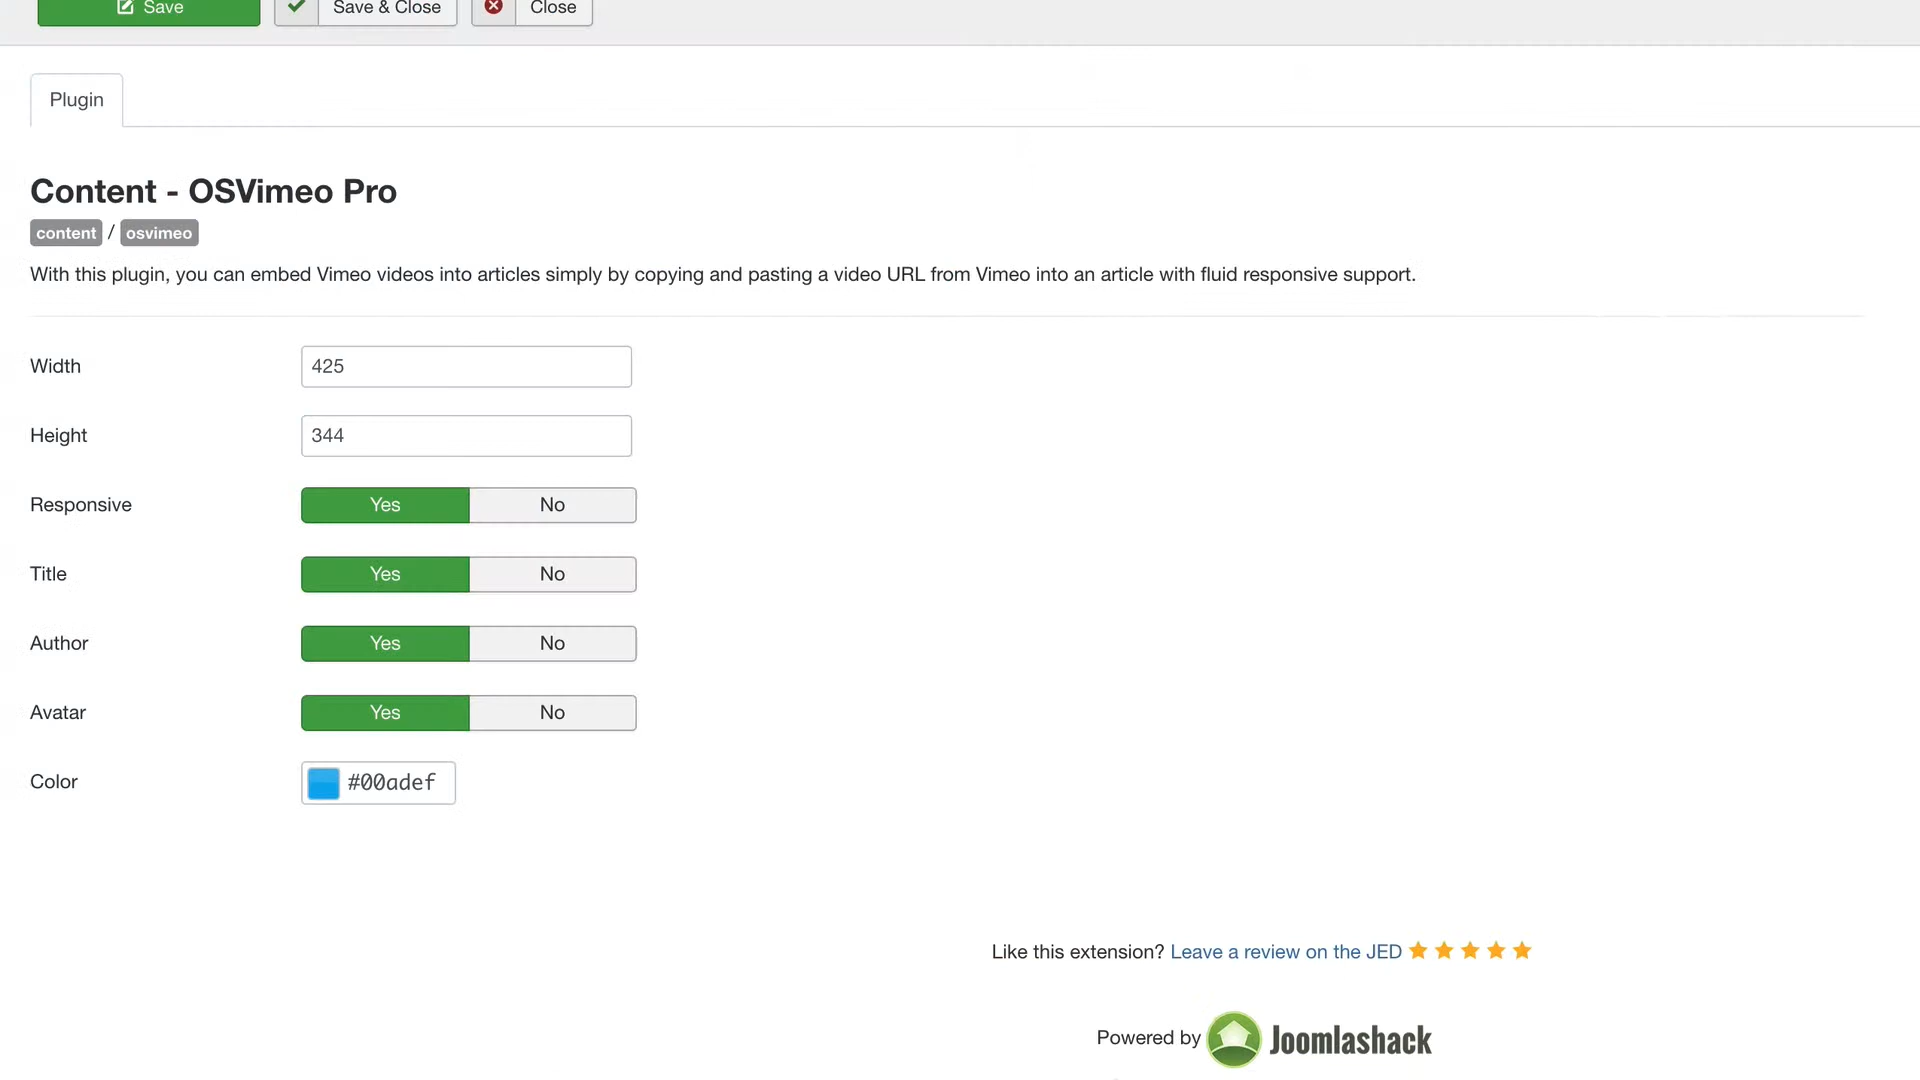 Save
Save & Close
Close
Plugin
Content - OSVimeo Pro
content / osvimeo
With this plugin, you can embed Vimeo videos into articles simply by copying and pasting a video URL from Vimeo into an article with fluid responsive support.
Width
425
Height
344
Responsive
Yes
No
Title
Yes
No
Author
Yes
No
Avatar
Yes
No
Color
#00adef
Like this extension? Leave a review on the JED
Powered by Joomlashack